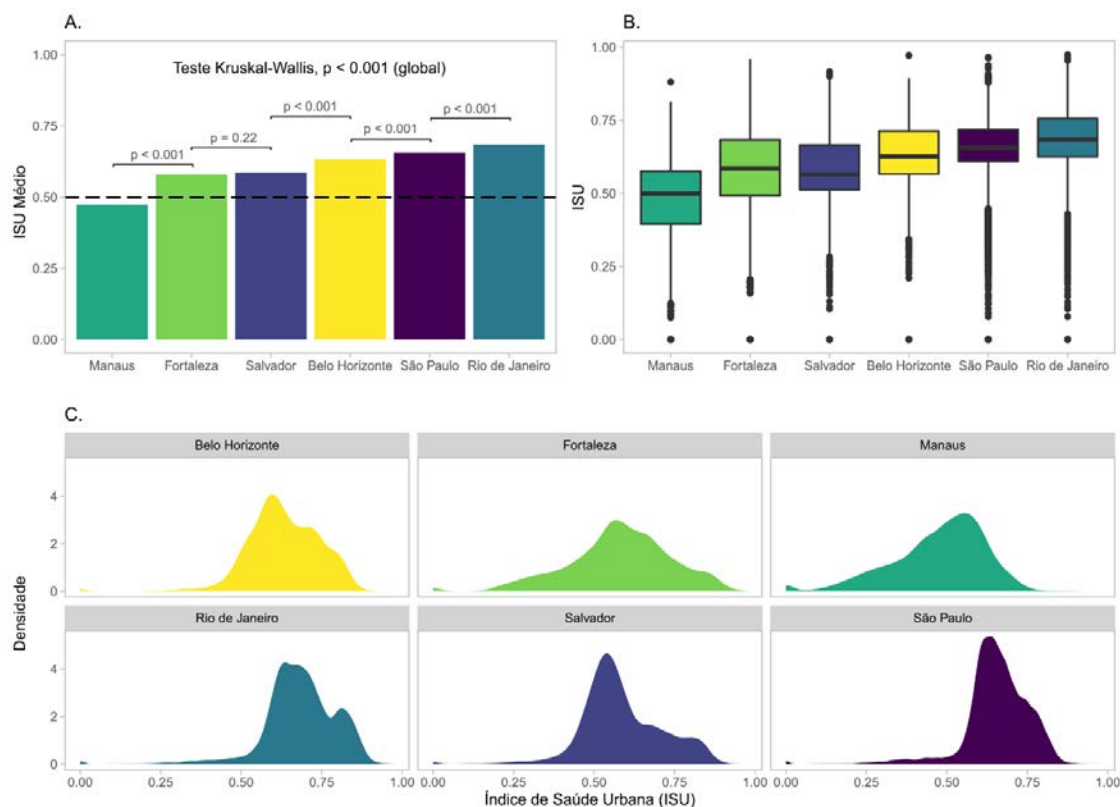 A.
Teste Kruskal-Wallis, p < 0.001 (global)
p < 0.001
p = 0.22
p < 0.001
p < 0.001
p < 0.001
ISU Médio
1.00
0.75
0.50
0.25
0.00
Manaus Fortaleza Salvador Belo Horizonte São Paulo Rio de Janeiro
B.
ISU
1.00
0.75
0.50
0.25
0.00
Manaus Fortaleza Salvador Belo Horizonte São Paulo Rio de Janeiro
C.
Belo Horizonte Fortaleza Manaus
4
2
0
Densidade
Rio de Janeiro Salvador São Paulo
4
2
0
0.00 0.25 0.50 0.75 1.00 0.00 0.25 0.50 0.75 1.00 0.00 0.25 0.50 0.75 1.00
Índice de Saúde Urbana (ISU)